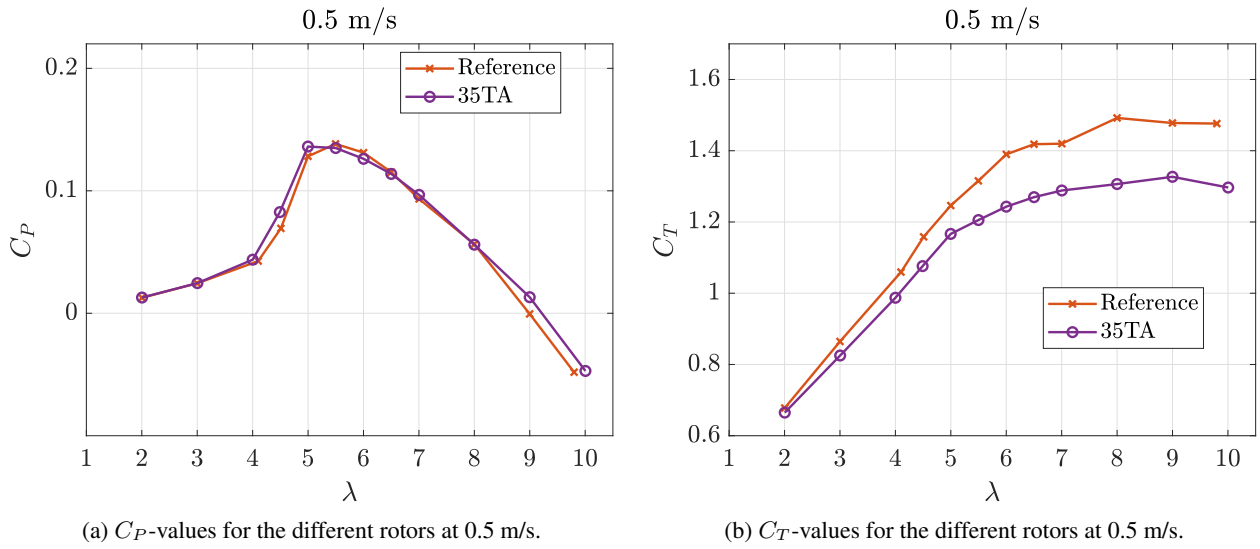 0.5 m/s
C_P
0.2
0.1
0
Reference
35TA
1 2 3 4 5 6 7 8 9 10
λ
(a) C_P-values for the different rotors at 0.5 m/s.
0.5 m/s
C_T
1.6
1.4
1.2
1
0.8
0.6
Reference
35TA
1 2 3 4 5 6 7 8 9 10
λ
(b) C_T-values for the different rotors at 0.5 m/s.